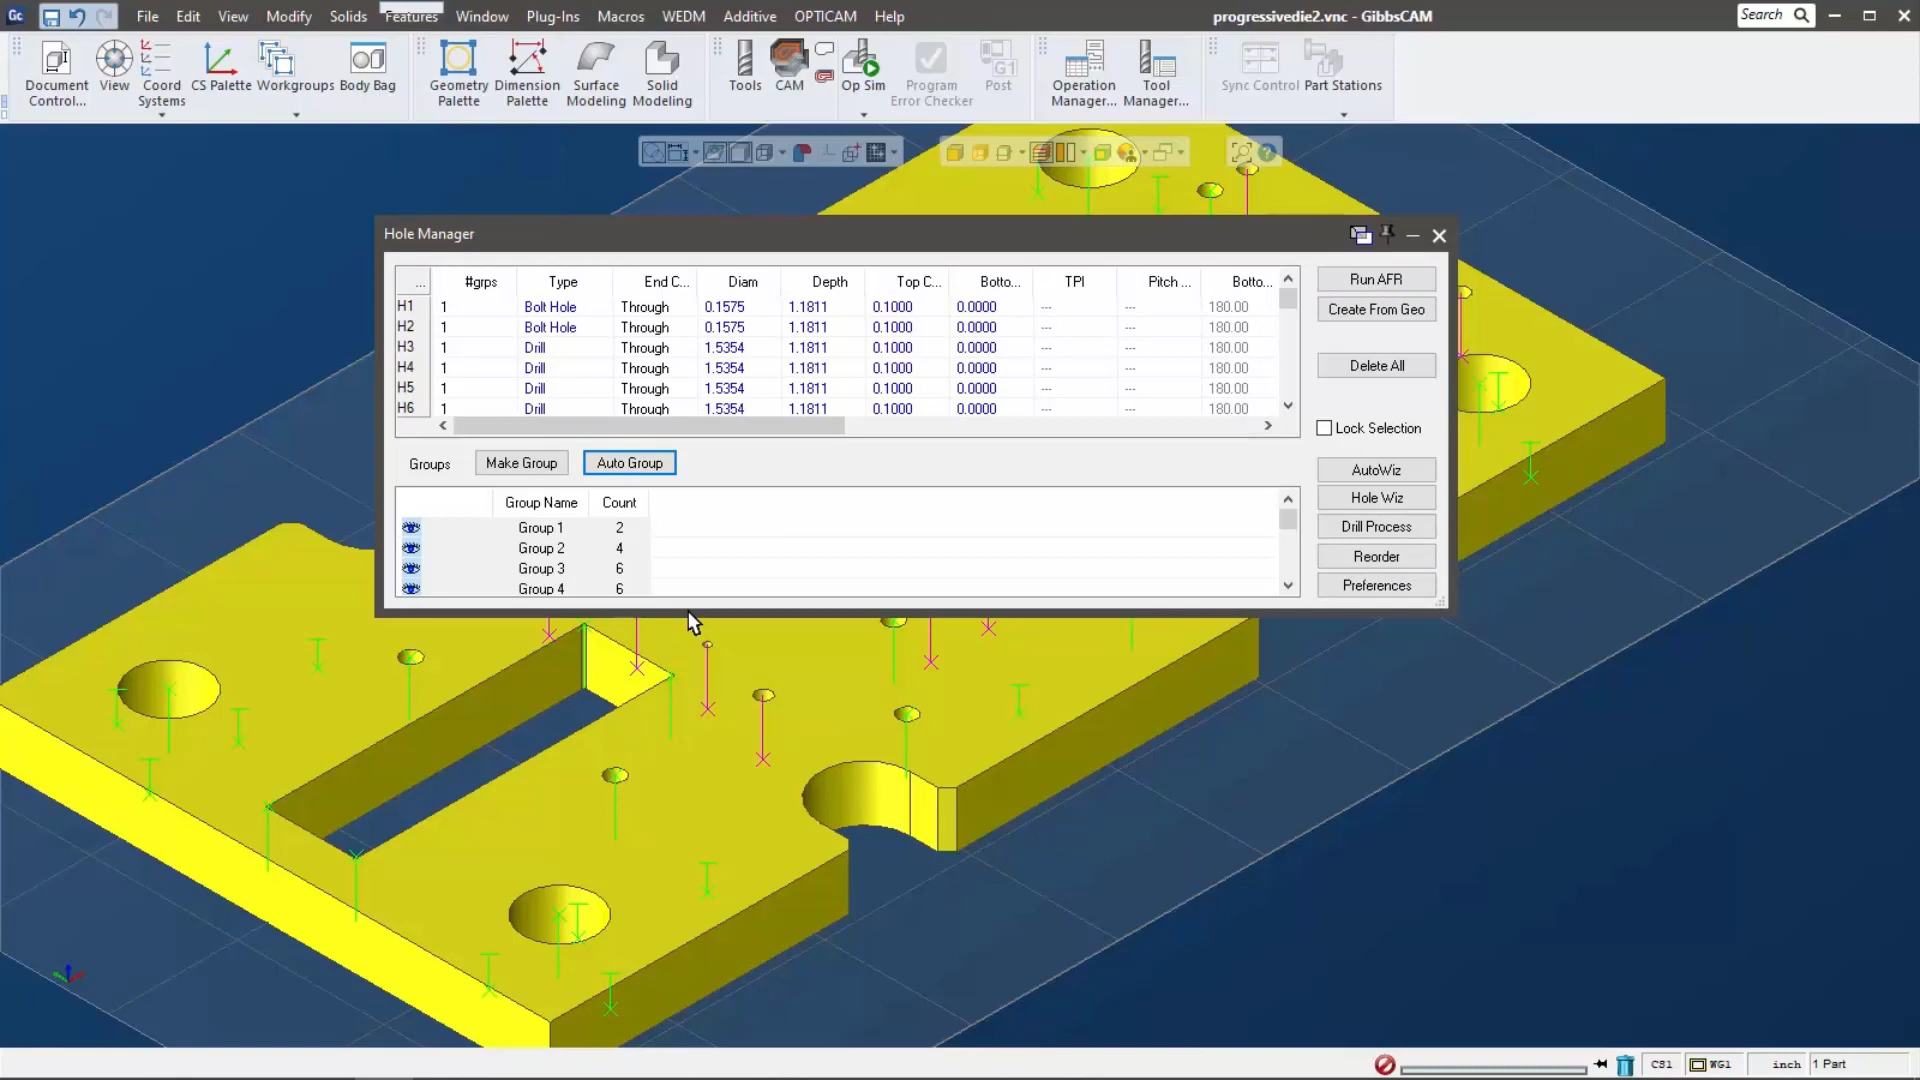 Gc File Edit View Modify Solids Features Window Plug-Ins Macros WEDM Additive OPTICAM Help progressivedie2.vnc - GibbsCAM Search
Document Control... View Coord Systems CS Palette Workgroups Body Bag Geometry Palette Dimension Palette Surface Modeling Solid Modeling Tools CAM Op Sim Program Error Checker G1 Post Operation Manager... Tool Manager... Sync Control Part Stations
Hole Manager
... #grps Type End C... Diam Depth Top C... Botto... TPI Pitch ... Botto... Run AFR
H1 1 Bolt Hole Through 0.1575 1.1811 0.1000 0.0000 --- --- 180.00 Create From Geo
H2 1 Bolt Hole Through 0.1575 1.1811 0.1000 0.0000 --- --- 180.00
H3 1 Drill Through 1.5354 1.1811 0.1000 0.0000 --- --- 180.00
H4 1 Drill Through 1.5354 1.1811 0.1000 0.0000 --- --- 180.00 Delete All
H5 1 Drill Through 1.5354 1.1811 0.1000 0.0000 --- --- 180.00
H6 1 Drill Through 1.5354 1.1811 0.1000 0.0000 --- --- 180.00
Lock Selection
Groups Make Group Auto Group AutoWiz
Group Name Count Hole Wiz
Group 1 2 Drill Process
Group 2 4 Reorder
Group 3 6
Group 4 6 Preferences
CS1 WG1 inch 1 Part